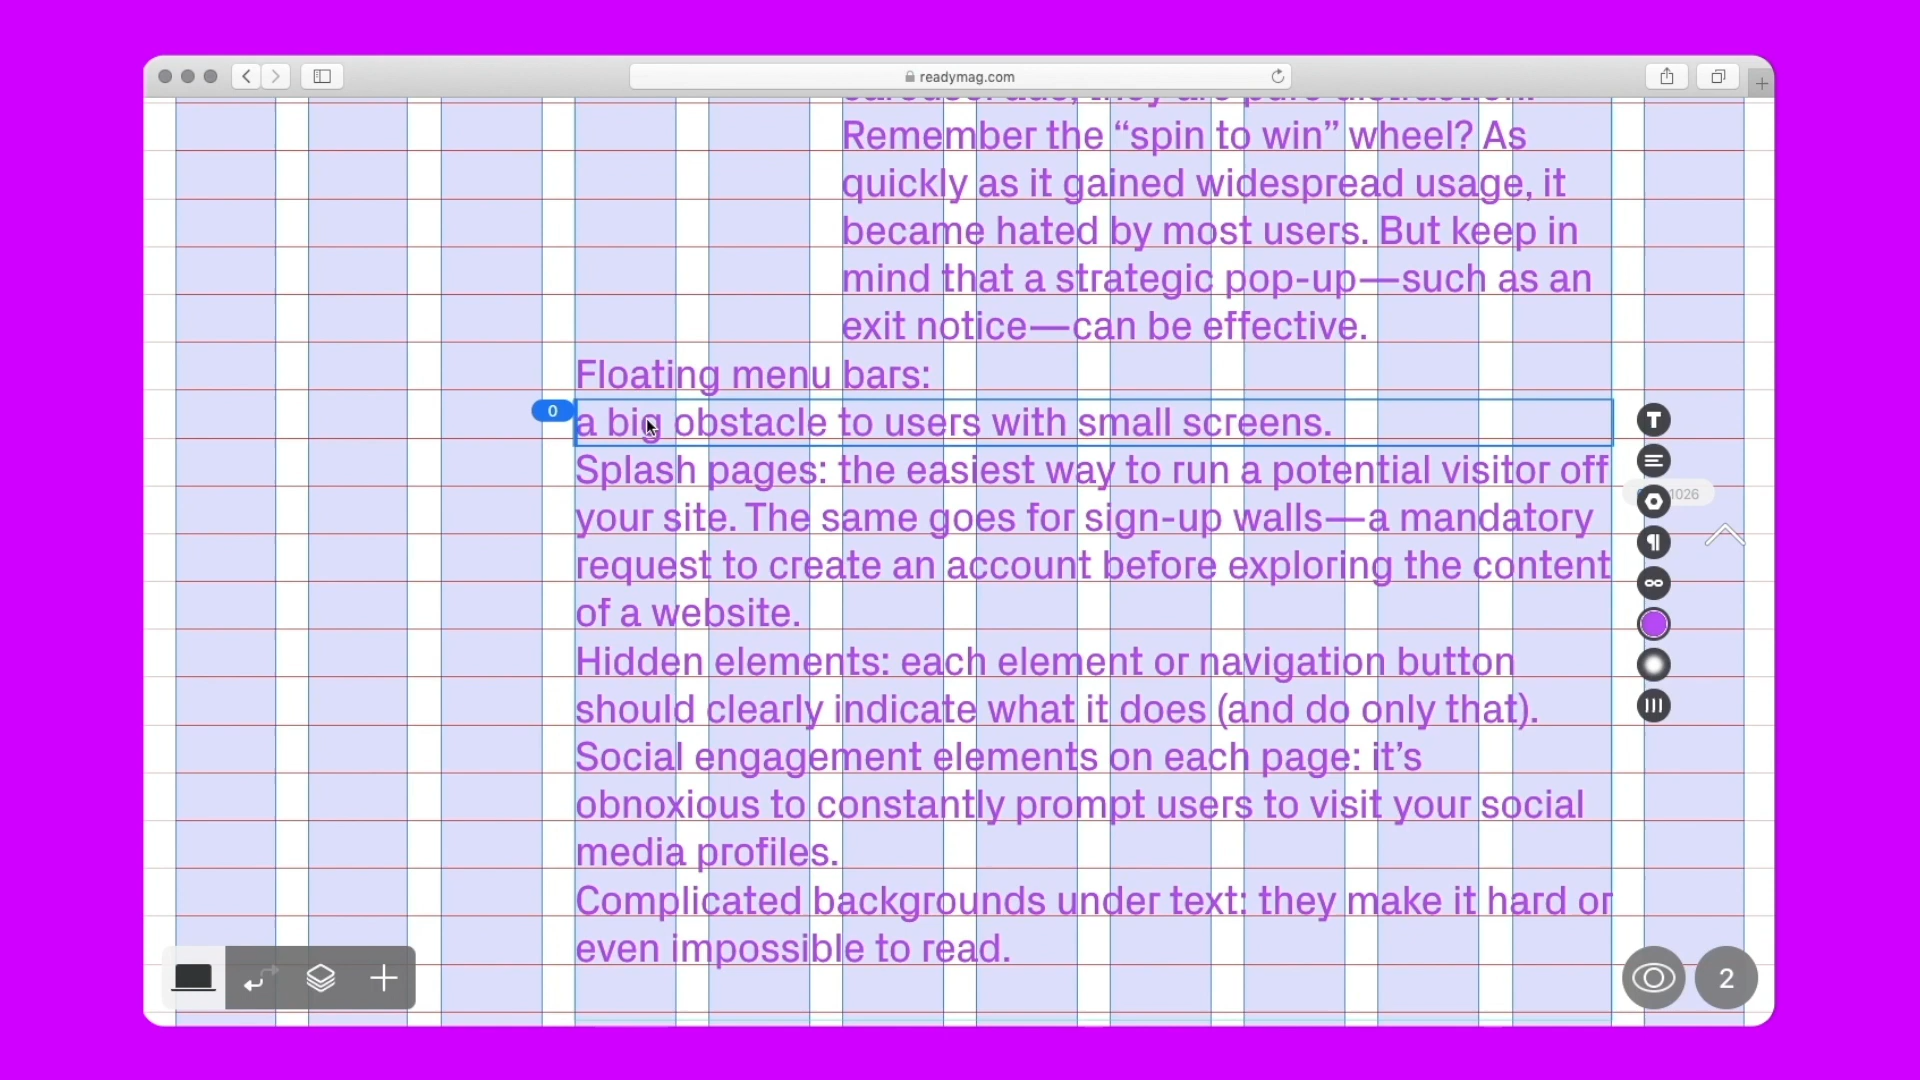 readymag.com
Remember the “spin to win” wheel? As
quickly as it gained widespread usage, it
became hated by most users. But keep in
mind that a strategic pop-up—such as an
exit notice—can be effective.
Floating menu bars:
0
a big obstacle to users with small screens.
Splash pages: the easiest way to run a potential visitor off
1026
your site. The same goes for sign-up walls—a mandatory
request to create an account before exploring the content
of a website.
Hidden elements: each element or navigation button
should clearly indicate what it does (and do only that).
Social engagement elements on each page: it’s
obnoxious to constantly prompt users to visit your social
media profiles.
Complicated backgrounds under text: they make it hard or
even impossible to read.
2